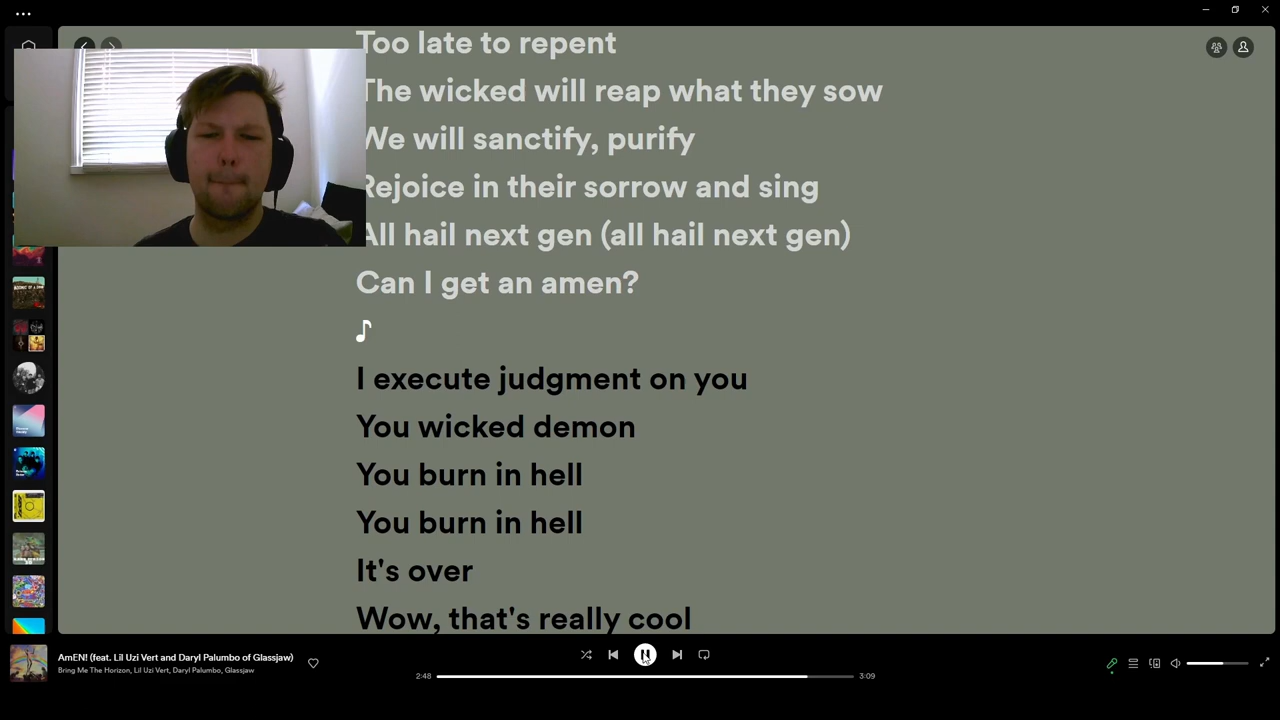 Too late to repent
The wicked will reap what they sow
We will sanctify, purify
Rejoice in their sorrow and sing
All hail next gen (all hail next gen)
Can I get an amen?
♪
I execute judgment on you
You wicked demon
You burn in hell
You burn in hell
It's over
Wow, that's really cool
AmEN! (feat. Lil Uzi Vert and Daryl Palumbo of Glassjaw)
Bring Me The Horizon, Lil Uzi Vert, Daryl Palumbo, Glassjaw
2:48
3:09